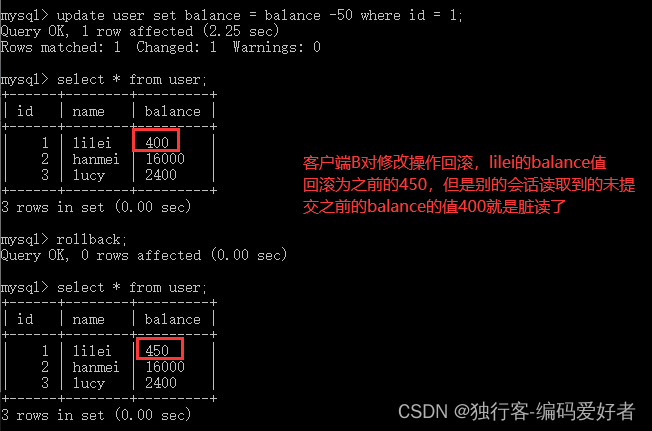 mysql> update user set balance = balance -50 where id = 1;
Query OK, 1 row affected (2.25 sec)
Rows matched: 1  Changed: 1  Warnings: 0
mysql> select * from user;
+------+--------+---------+
| id   | name   | balance |
+------+--------+---------+
|    1 | lilei  | 400     |
|    2 | hanmei | 16000   |
|    3 | lucy   | 2400    |
+------+--------+---------+
3 rows in set (0.00 sec)
客户端B对修改操作回滚，lilei的balance值
回滚为之前的450，但是别的会话读取到的未提
交之前的balance的值400就是脏读了
mysql> rollback;
Query OK, 0 rows affected (0.00 sec)
mysql> select * from user;
+------+--------+---------+
| id   | name   | balance |
+------+--------+---------+
|    1 | lilei  | 450     |
|    2 | hanmei | 16000   |
|    3 | lucy   | 2400    |
+------+--------+---------+
3 rows in set (0.00 sec)
CSDN @独行客-编码爱好者